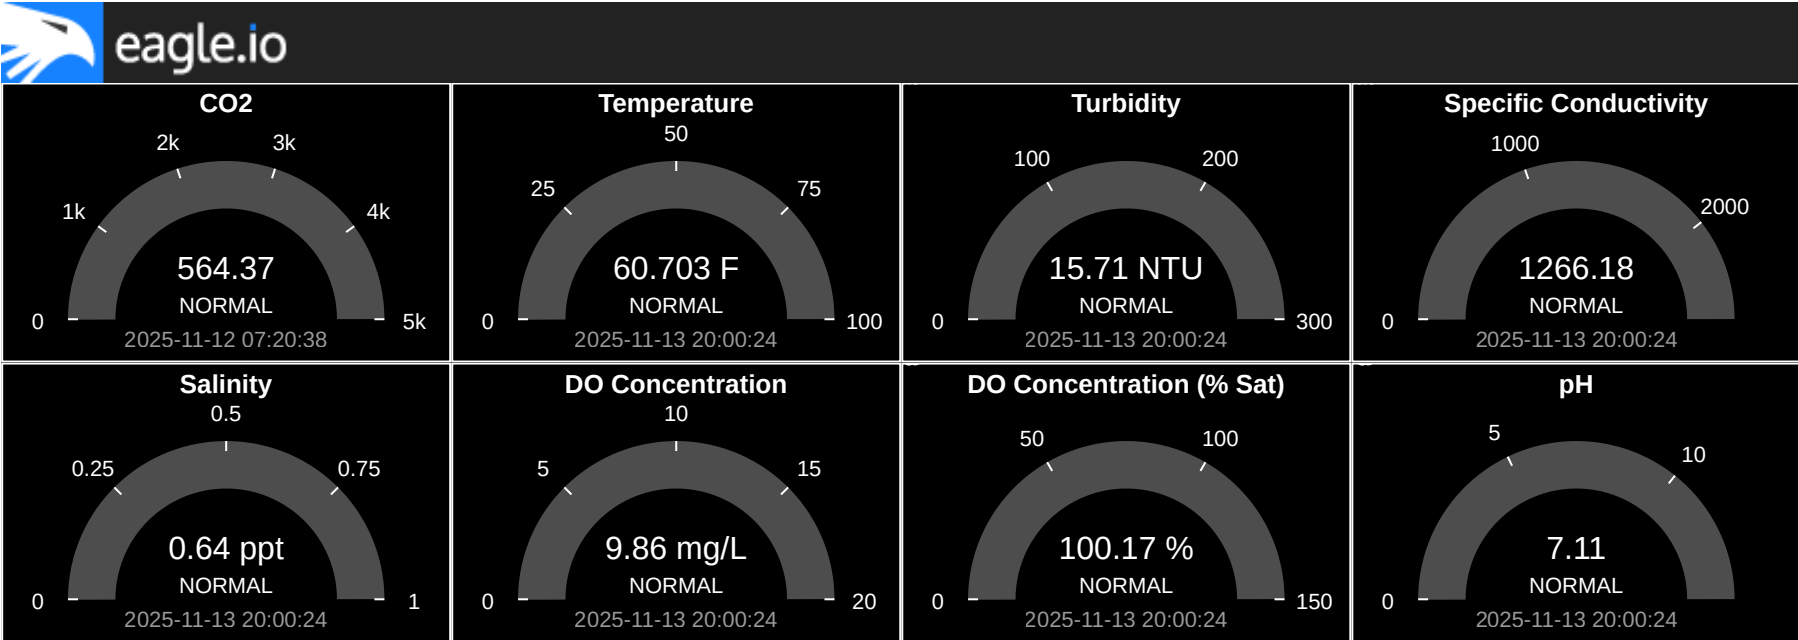 eagle.io
CO2
2k
3k
1k
4k
564.37
NORMAL
0
5k
2025-11-12 07:20:38
Temperature
50
25
75
60.703 F
NORMAL
0
100
2025-11-13 20:00:24
Turbidity
100
200
15.71 NTU
NORMAL
0
300
2025-11-13 20:00:24
Specific Conductivity
1000
2000
1266.18
NORMAL
0
2025-11-13 20:00:24
Salinity
0.5
0.25
0.75
0.64 ppt
NORMAL
0
1
2025-11-13 20:00:24
DO Concentration
10
5
15
9.86 mg/L
NORMAL
0
20
2025-11-13 20:00:24
DO Concentration (% Sat)
50
100
100.17 %
NORMAL
0
150
2025-11-13 20:00:24
pH
5
10
7.11
NORMAL
0
2025-11-13 20:00:24